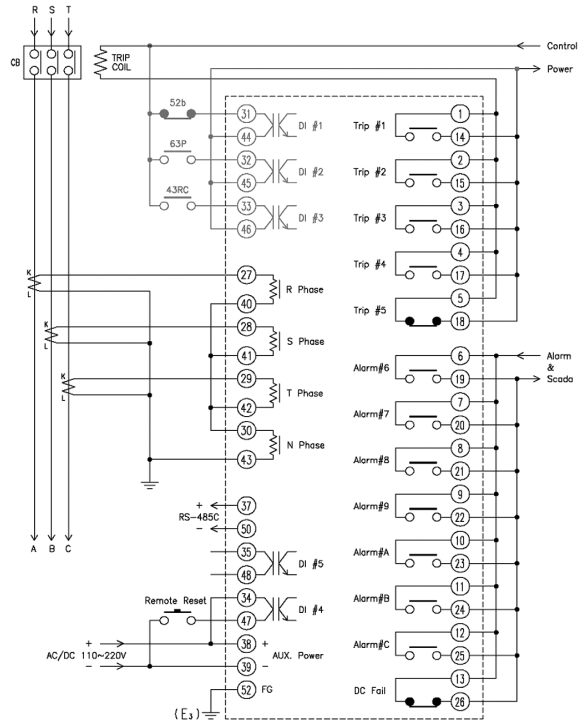 R S T
CB
TRIP
COIL
Control
Power
52b
31
DI #1
44
63P
32
DI #2
45
43RC
33
DI #3
46
Trip #1
1
14
Trip #2
2
15
Trip #3
3
16
Trip #4
4
17
Trip #5
5
18
K
L
27
R Phase
40
K
L
28
S Phase
41
K
L
29
T Phase
42
30
N Phase
43
Alarm#6
6
19
Alarm
&
Scada
Alarm#7
7
20
Alarm#8
8
21
Alarm#9
9
22
Alarm#A
10
23
Alarm#B
11
24
Alarm#C
12
25
DC Fail
13
26
+
37
RS-485C
-
50
A B C
35
DI #5
48
Remote Reset
34
DI #4
47
+
38 +
AC/DC 110~220V
AUX. Power
-
39 -
52 FG
(E3)